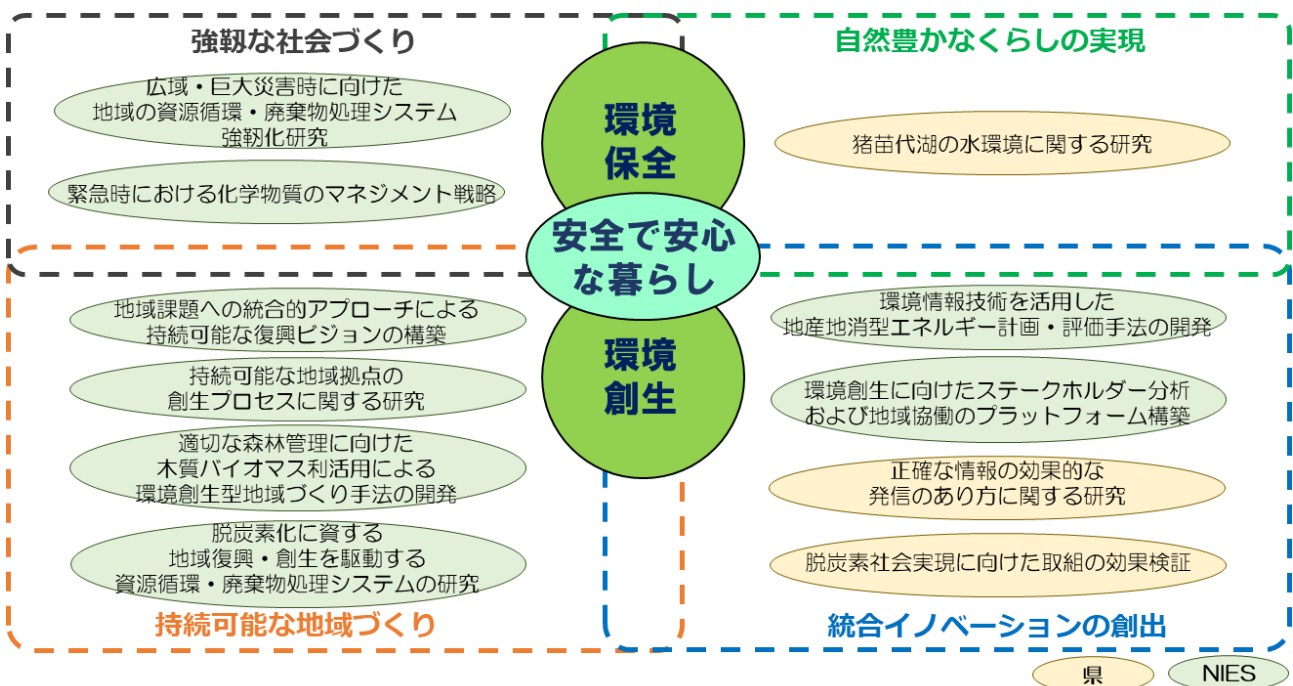 強靱な社会づくり
広域・巨大災害時に向けた
地域の資源循環・廃棄物処理システム
強靱化研究
緊急時における化学物質のマネジメント戦略
環境
保全
自然豊かなくらしの実現
猪苗代湖の水環境に関する研究
安全で安心
な暮らし
地域課題への統合的アプローチによる
持続可能な復興ビジョンの構築
持続可能な地域拠点の
創生プロセスに関する研究
適切な森林管理に向けた
木質バイオマス利活用による
環境創生型地域づくり手法の開発
脱炭素化に資する
地域復興・創生を駆動する
資源循環・廃棄物処理システムの研究
持続可能な地域づくり
環境
創生
環境情報技術を活用した
地産地消型エネルギー計画・評価手法の開発
環境創生に向けたステークホルダー分析
および地域協働のプラットフォーム構築
正確な情報の効果的な
発信のあり方に関する研究
脱炭素社会実現に向けた取組の効果検証
統合イノベーションの創出
県
NIES